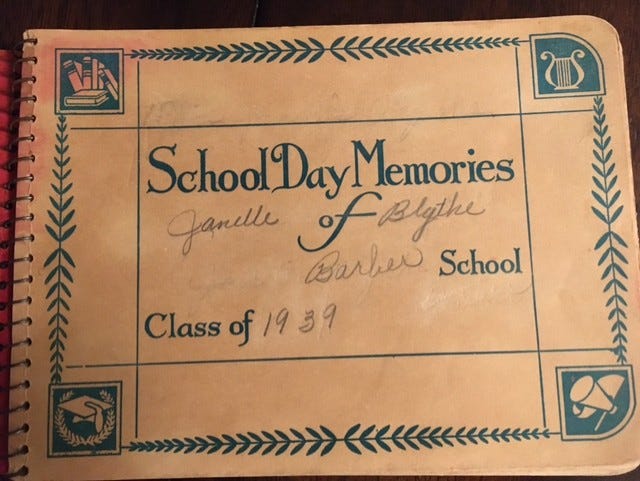 School Day Memories
of
Janelle Blythe
Barber School
Class of 1939